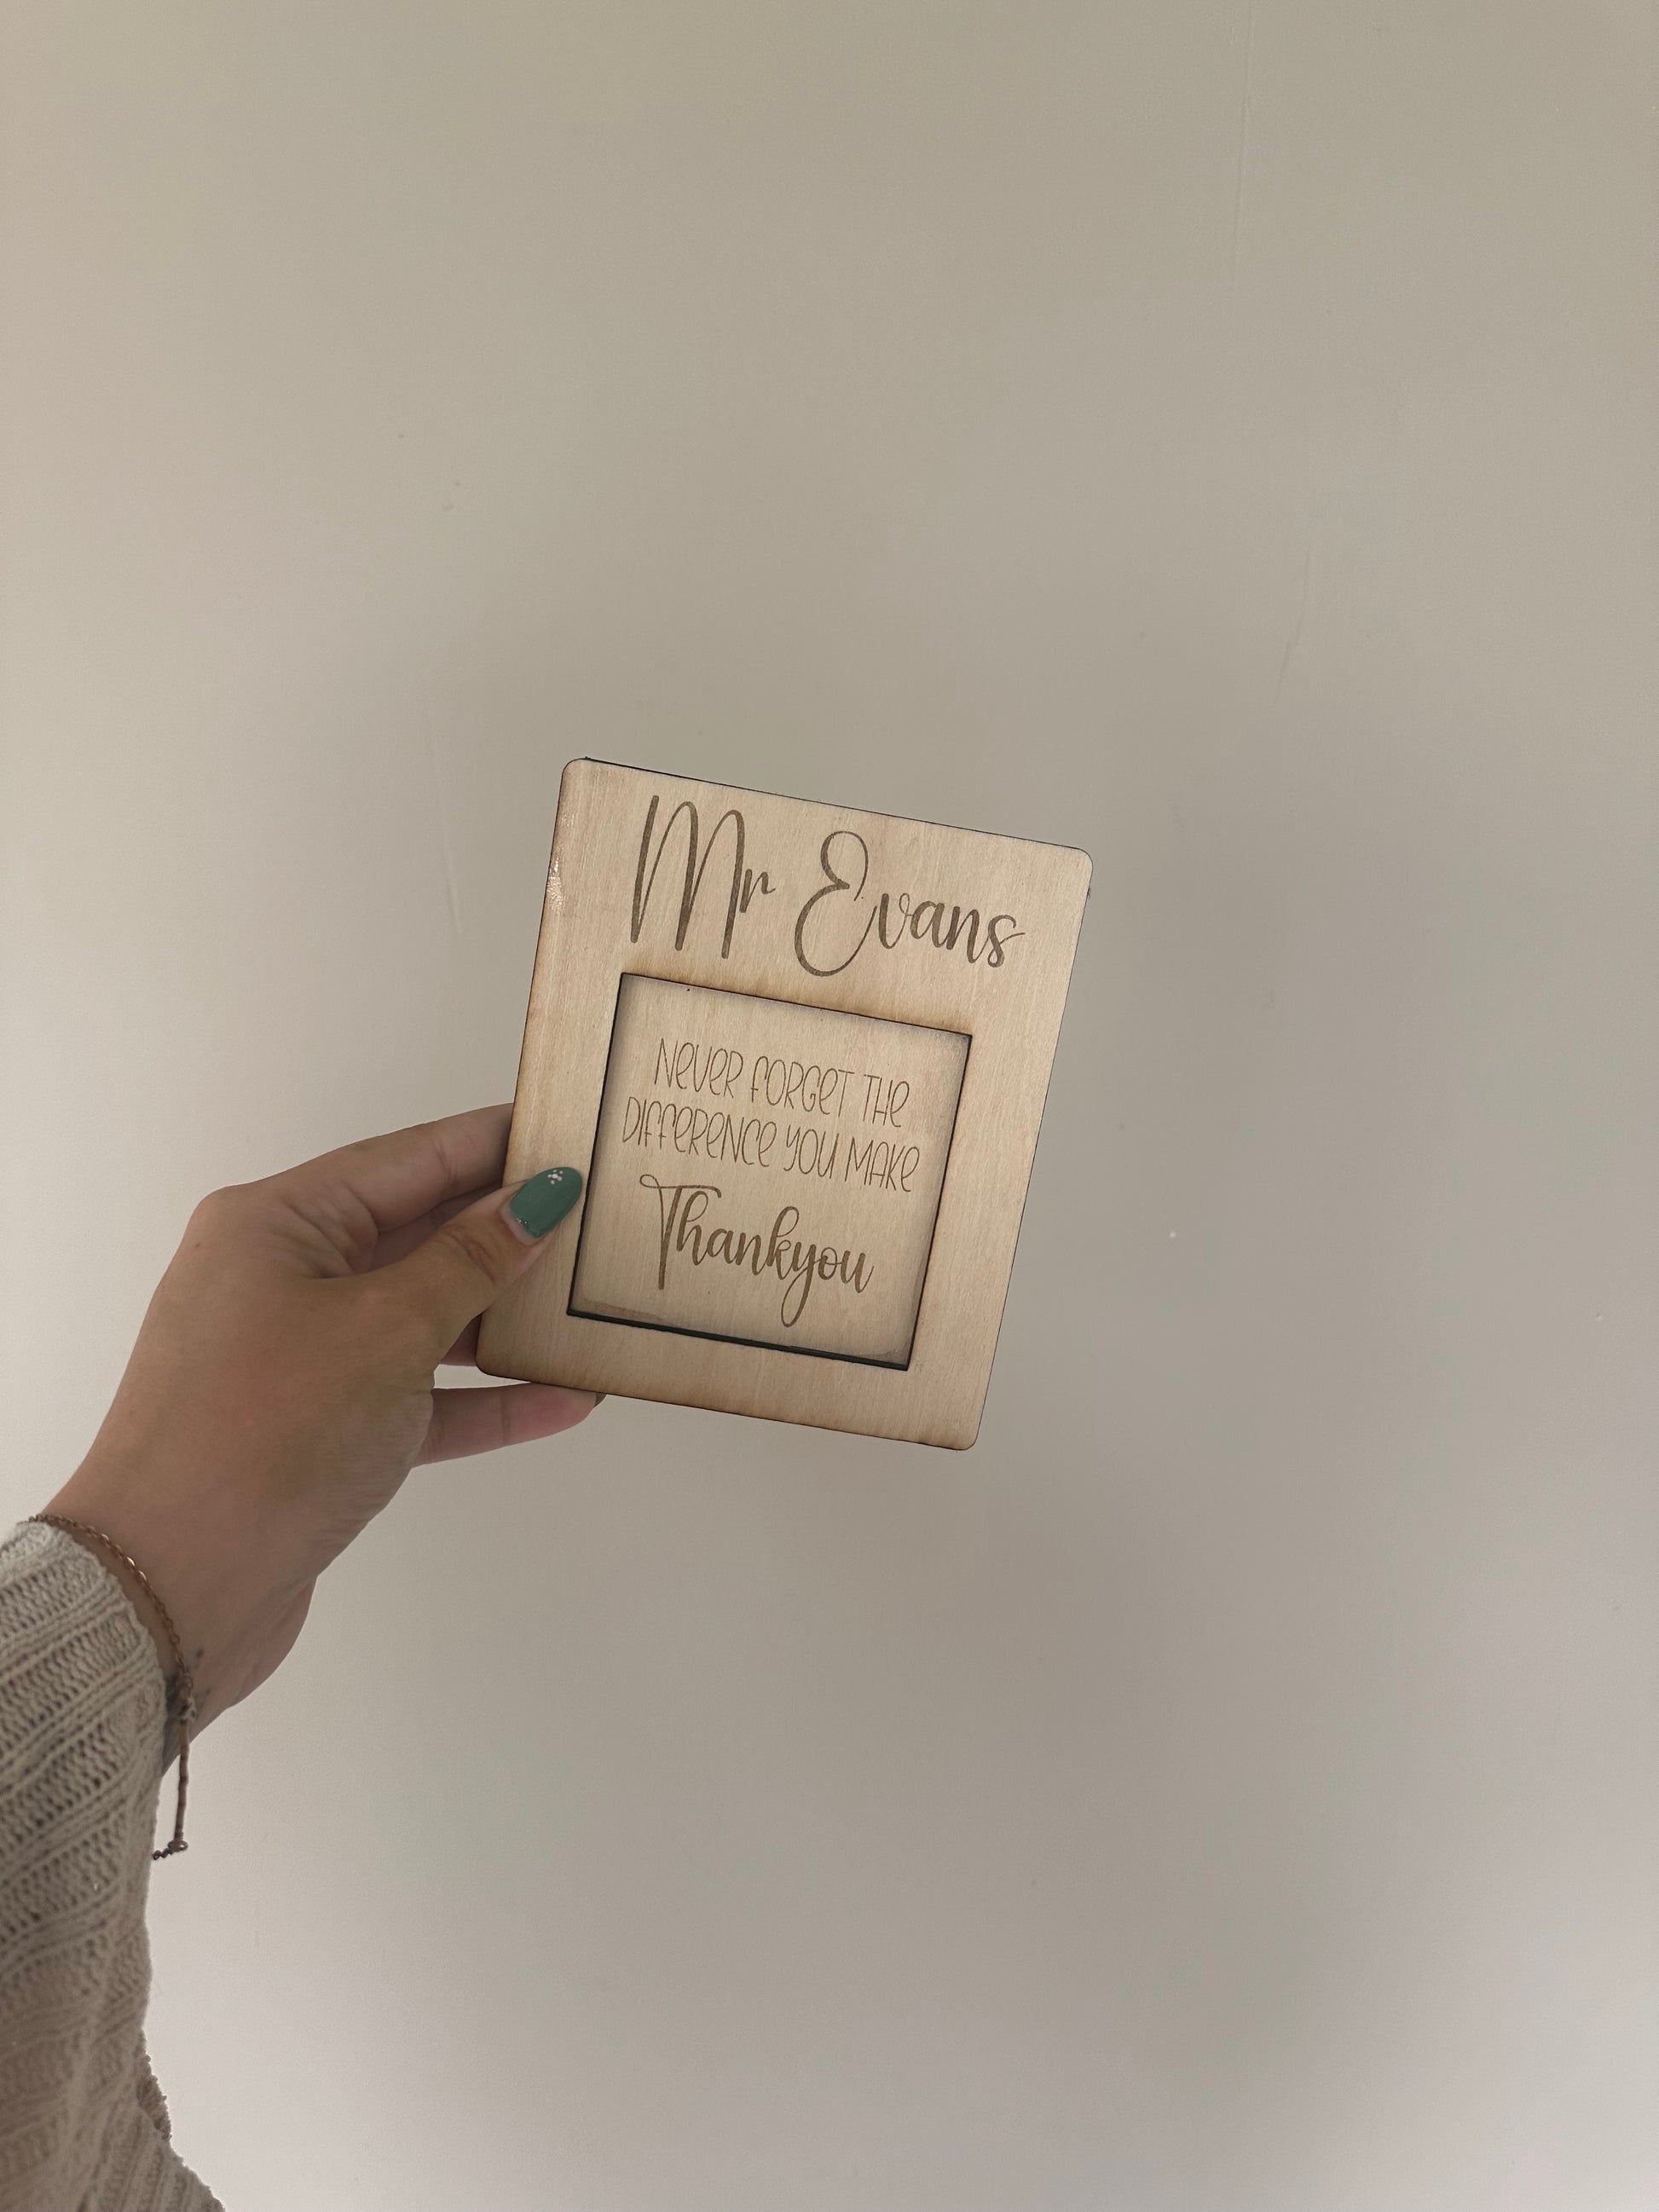 Mr Evans
NEVER FORGET THE
DIFFERENCE YOU MAKE
Thankyou